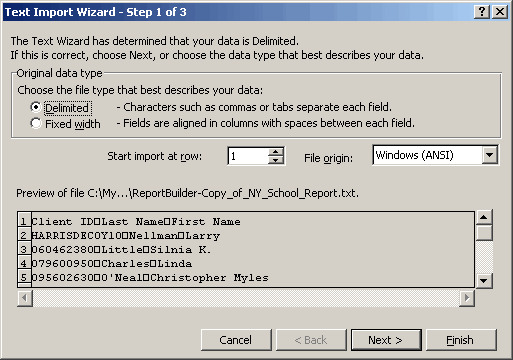 Text Import Wizard - Step 1 of 3
The Text Wizard has determined that your data is Delimited.
If this is correct, choose Next, or choose the data type that best describes your data.
Original data type
Choose the file type that best describes your data:
Delimited - Characters such as commas or tabs separate each field.
Fixed width - Fields are aligned in columns with spaces between each field.
Start import at row: 1 File origin: Windows (ANSI)
Preview of file C:\My...\ReportBuilder-Copy_of_NY_School_Report.txt.
1 Client ID□Last Name□First Name
2 HARRISDECOY10□Nellman□Larry
3 060462380□Little□Silnia K.
4 079600950□Charles□Linda
5 095602630□O'Neal□Christopher Myles
Cancel < Back Next > Finish